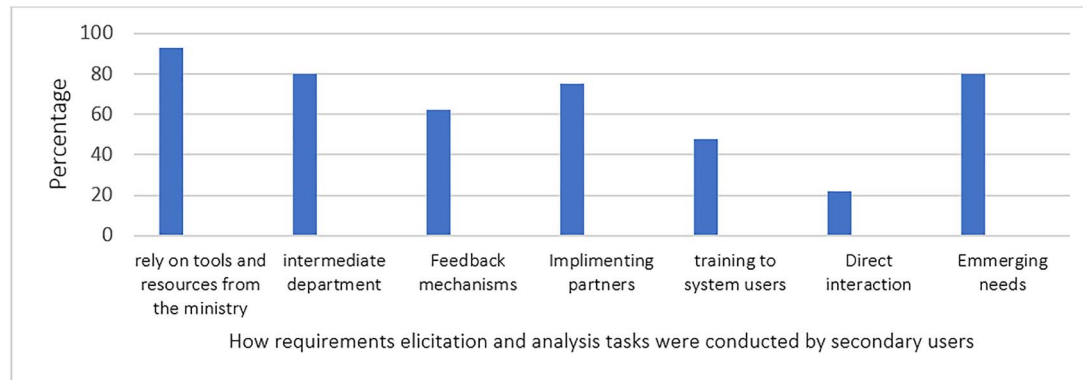 100
80
60
40
20
0
Percentage
rely on tools and
resources from
the ministry
intermediate
department
Feedback
mechanisms
Implimenting
partners
training to
system users
Direct
interaction
Emmerging
needs
How requirements elicitation and analysis tasks were conducted by secondary users